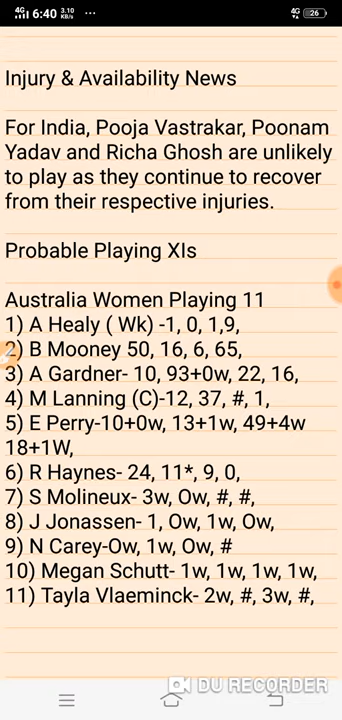 4G 6:40 3.10 KB/s ... 4G 26
Injury & Availability News
For India, Pooja Vastrakar, Poonam
Yadav and Richa Ghosh are unlikely
to play as they continue to recover
from their respective injuries.
Probable Playing XIs
Australia Women Playing 11
1) A Healy ( Wk) -1, 0, 1,9,
2) B Mooney 50, 16, 6, 65,
3) A Gardner- 10, 93+0w, 22, 16,
4) M Lanning (C)-12, 37, #, 1,
5) E Perry-10+0w, 13+1w, 49+4w
18+1W,
6) R Haynes- 24, 11*, 9, 0,
7) S Molineux- 3w, Ow, #, #,
8) J Jonassen- 1, Ow, 1w, Ow,
9) N Carey-Ow, 1w, Ow, #
10) Megan Schutt- 1w, 1w, 1w, 1w,
11) Tayla Vlaeminck- 2w, #, 3w, #,
DU RECORDER